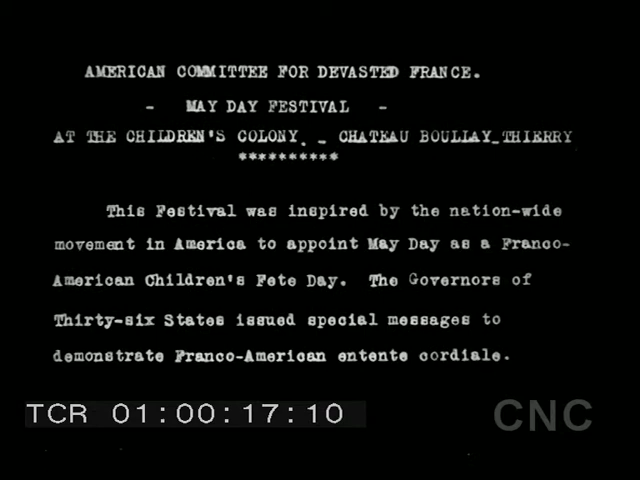 AMERICAN COMMITTEE FOR DEVASTED FRANCE.
- MAY DAY FESTIVAL -
AT THE CHILDREN'S COLONY. - CHATEAU BOULLAY-THIERRY
**********
This Festival was inspired by the nation-wide
movement in America to appoint May Day as a Franco-
American Children's Fete Day. The Governors of
Thirty-six States issued special messages to
demonstrate Franco-American entente cordiale.
TCR 01:00:17:10
CNC